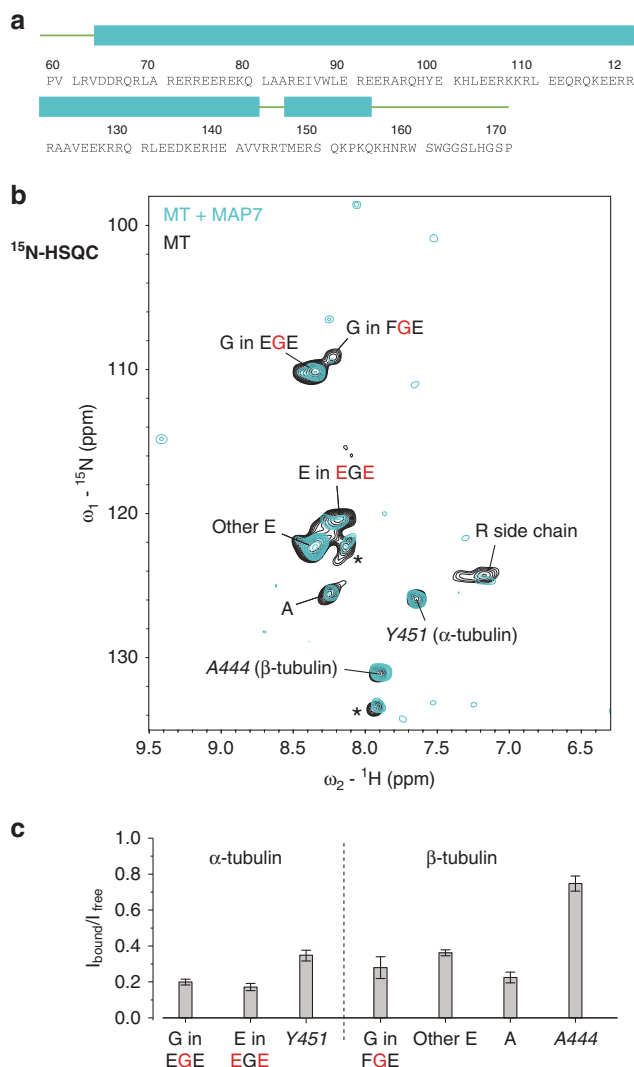 a
60 70 80 90 100 110 12
PV LRVDDRQRLA RERREEREKQ LAAREIVWLE REERARQHYE KHLEERKKRL EEQRQKEERR
130 140 150 160 170
RAAVEEKRRQ RLEEDKERHE AVVRRTMERS QKPKQKHNRW SWGGSLHGSP
b
MT + MAP7
MT
¹⁵N-HSQC
100
110
120
130
ω₁ - ¹⁵N (ppm)
G in EGE
G in FGE
E in EGE
Other E
*
R side chain
A
Y451 (α-tubulin)
A444 (β-tubulin)
*
9.5 9.0 8.5 8.0 7.5 7.0 6.5
ω₂ - ¹H (ppm)
c
1.0
0.8
0.6
0.4
0.2
0.0
I bound/I free
α-tubulin
β-tubulin
G in EGE
E in EGE
Y451
G in FGE
Other E
A
A444